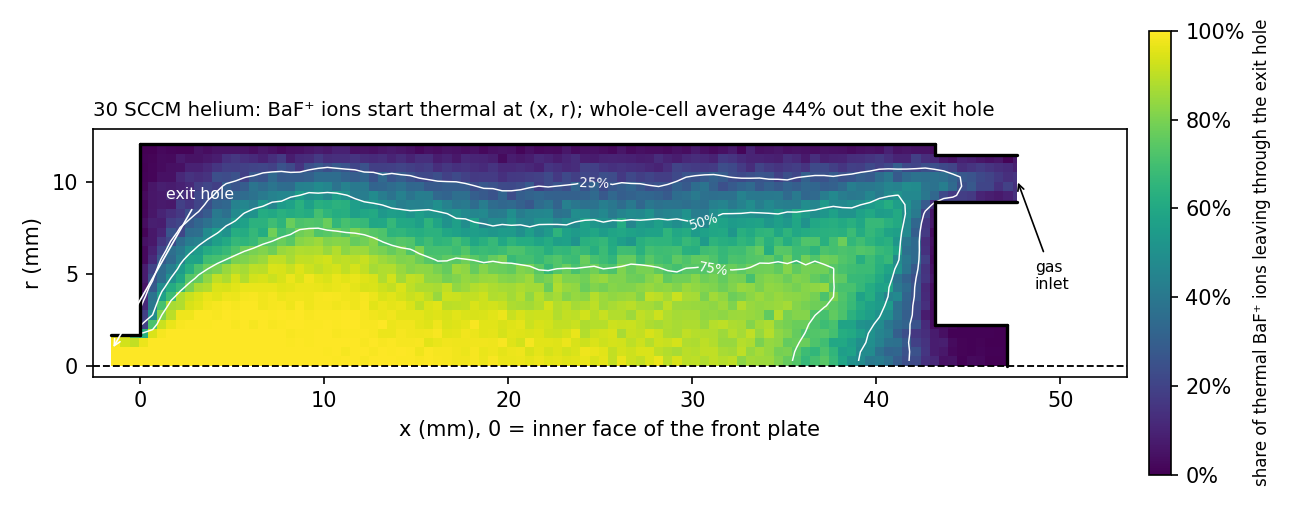 30 SCCM helium: BaF⁺ ions start thermal at (x, r); whole-cell average 44% out the exit hole
exit hole
25%
50%
75%
gas
inlet
10
5
0
r (mm)
0
10
20
30
40
50
x (mm), 0 = inner face of the front plate
100%
80%
60%
40%
20%
0%
share of thermal BaF⁺ ions leaving through the exit hole